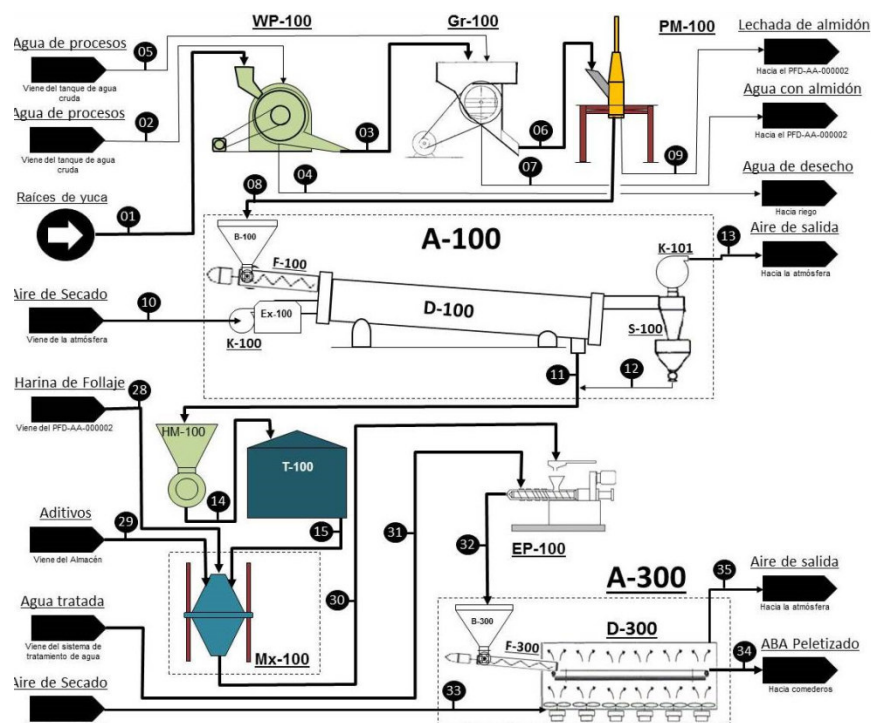 WP-100
Gr-100
PM-100
Agua de procesos
05
Viene del tanque de agua
cruda
Agua de procesos
02
Viene del tanque de agua
cruda
03
04
06
07
09
Lechada de almidón
Hacia el PFD-AA-000002
Agua con almidón
Hacia el PFD-AA-000002
Agua de desecho
Hacia riego
Raíces de yuca
01
08
B-100
F-100
A-100
D-100
K-101
S-100
13
Aire de salida
Hacia la atmósfera
Aire de Secado
10
Viene de la atmósfera
Ex-100
K-100
11
12
Harina de Follaje
28
Viene del PFD-AA-000002
HM-100
14
T-100
15
Aditivos
29
Viene del Almacén
Agua tratada
Viene del sistema de
tratamiento de agua
Mx-100
30
31
32
EP-100
A-300
B-300
F-300
D-300
35
Aire de salida
Hacia la atmósfera
34
ABA Peletizado
Hacia comederos
Aire de Secado
33